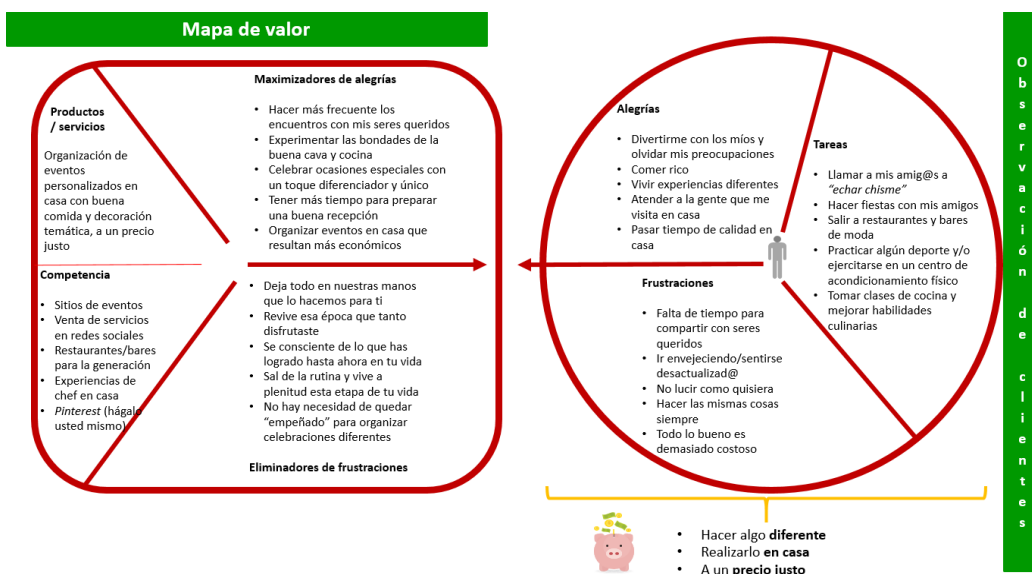 Mapa de valor
Productos
/ servicios
Organización de
eventos
personalizados en
casa con buena
comida y decoración
temática, a un precio
justo
Competencia
• Sitios de eventos
• Venta de servicios
en redes sociales
• Restaurantes/bares
para la generación
• Experiencias de
chef en casa
• Pinterest (hágalo
usted mismo)
Maximizadores de alegrías
• Hacer más frecuente los
encuentros con mis seres queridos
• Experimentar las bondades de la
buena cava y cocina
• Celebrar ocasiones especiales con
un toque diferenciador y único
• Tener más tiempo para preparar
una buena recepción
• Organizar eventos en casa que
resultan más económicos
• Deja todo en nuestras manos
que lo hacemos para ti
• Revive esa época que tanto
disfrutaste
• Se consciente de lo que has
logrado hasta ahora en tu vida
• Sal de la rutina y vive a
plenitud esta etapa de tu vida
• No hay necesidad de quedar
“empeñado” para organizar
celebraciones diferentes
Eliminadores de frustraciones
Alegrías
• Divertirme con los míos y
olvidar mis preocupaciones
• Comer rico
• Vivir experiencias diferentes
• Atender a la gente que me
visita en casa
• Pasar tiempo de calidad en
casa
Tareas
• Llamar a mis amig@s a
“echar chisme”
• Hacer fiestas con mis amigos
• Salir a restaurantes y bares
de moda
• Practicar algún deporte y/o
ejercitarse en un centro de
acondicionamiento físico
• Tomar clases de cocina y
mejorar habilidades
culinarias
Frustraciones
• Falta de tiempo para
compartir con seres
queridos
• Ir envejeciendo/sentirse
desactualizad@
• No lucir como quisiera
• Hacer las mismas cosas
siempre
• Todo lo bueno es
demasiado costoso
• Hacer algo diferente
• Realizarlo en casa
• A un precio justo
Observación de clientes